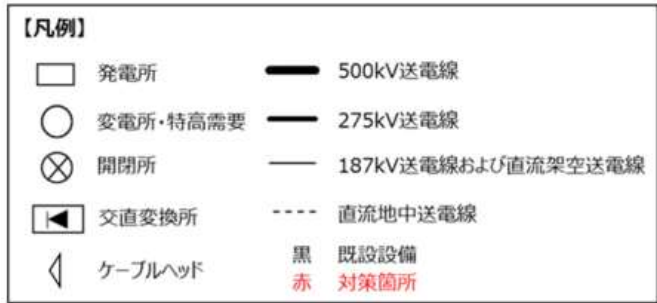 【凡例】
発電所 500kV送電線
変電所・特高需要 275kV送電線
開閉所 187kV送電線および直流架空送電線
交直変換所 直流地中送電線
ケーブルヘッド 黒 既設設備
赤 対策箇所